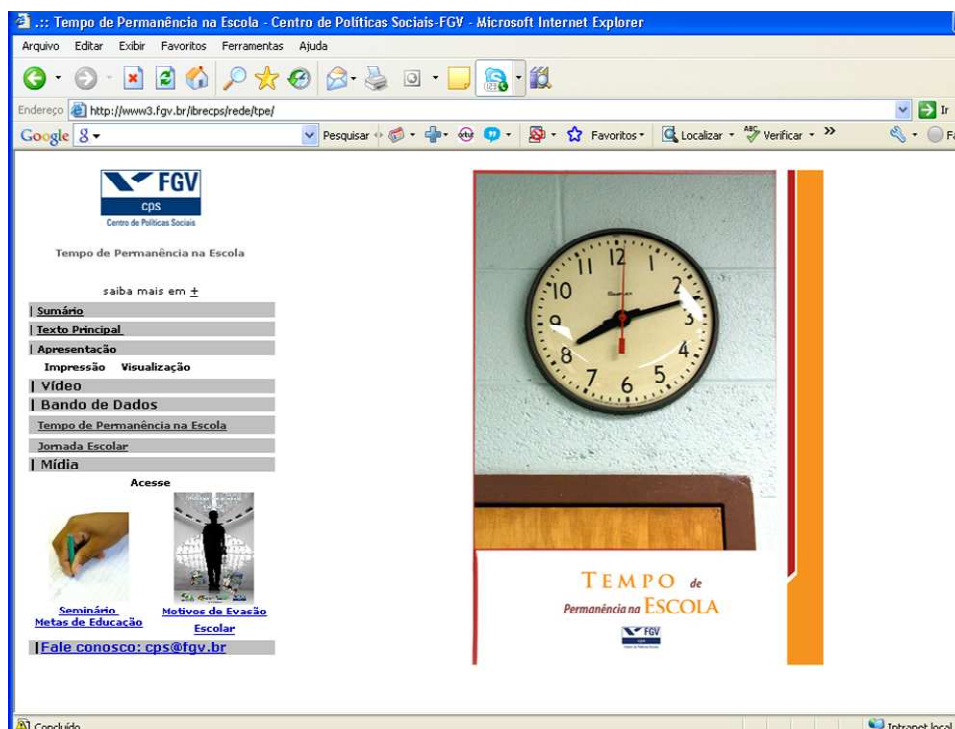 .:: Tempo de Permanência na Escola - Centro de Políticas Sociais-FGV - Microsoft Internet Explorer
Arquivo Editar Exibir Favoritos Ferramentas Ajuda
Endereço http://www3.fgv.br/ibrecps/rede/tpe/ Ir
Google Pesquisar Favoritos Localizar Verificar
FGV
cps
Centro de Políticas Sociais
Tempo de Permanência na Escola
saiba mais em +
| Sumário
| Texto Principal
| Apresentação
Impressão Visualização
| Vídeo
| Bando de Dados
Tempo de Permanência na Escola
Jornada Escolar
| Mídia
Acesse
Seminário
Metas de Educação
Motivos de Evasão
Escolar
|Fale conosco: cps@fgv.br
12
1
2
3
4
5
6
7
8
9
10
11
TEMPO de
Permanência na ESCOLA
FGV
cps
Concluído Intranet local